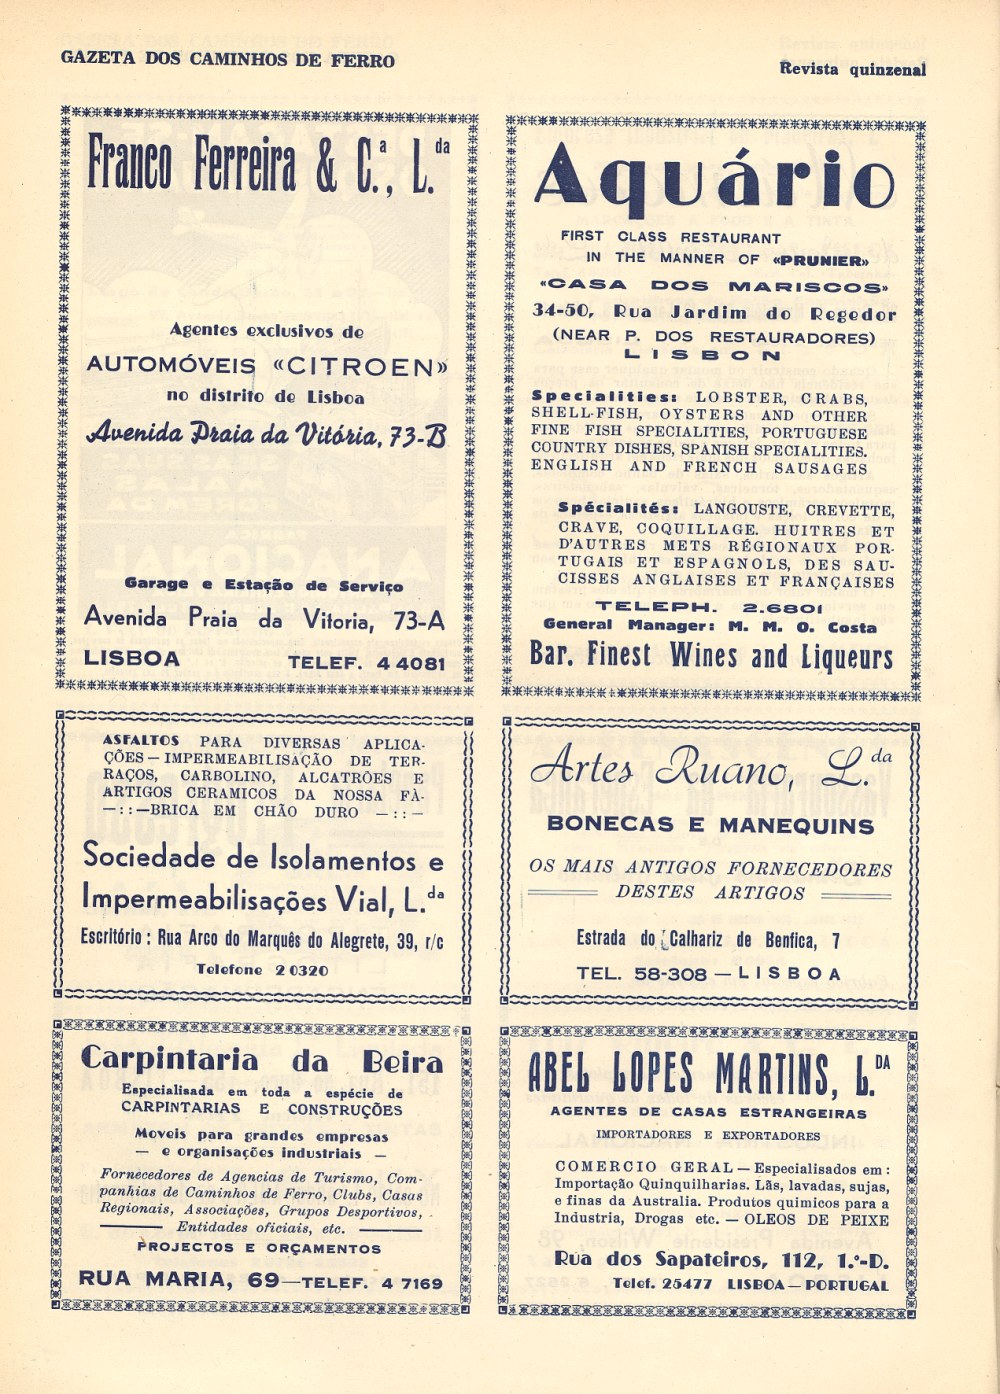 GAZETA DOS CAMINHOS DE FERRO
Revista quinzenal
Franco Ferreira & C.ª, L.da
Agentes exclusivos de
AUTOMÓVEIS «CITROEN»
no distrito de Lisboa
Avenida Praia da Vitória, 73-B
Garage e Estação de Serviço
Avenida Praia da Vitoria, 73-A
LISBOA TELEF. 4 4081
Aquário
FIRST CLASS RESTAURANT
IN THE MANNER OF «PRUNIER»
«CASA DOS MARISCOS»
34-50, Rua Jardim do Regedor
(NEAR P. DOS RESTAURADORES)
LISBON
Specialities: LOBSTER, CRABS,
SHELL-FISH, OYSTERS AND OTHER
FINE FISH SPECIALITIES, PORTUGUESE
COUNTRY DISHES, SPANISH SPECIALITIES.
ENGLISH AND FRENCH SAUSAGES
Spécialités: LANGOUSTE, CREVETTE,
CRAVE, COQUILLAGE. HUITRES ET
D'AUTRES METS RÉGIONAUX POR-
TUGAIS ET ESPAGNOLS, DES SAU-
CISSES ANGLAISES ET FRANÇAISES
TELEPH. 2.6801
General Manager: M. M. O. Costa
Bar. Finest Wines and Liqueurs
ASFALTOS PARA DIVERSAS APLICA-
ÇÕES — IMPERMEABILISAÇÃO DE TER-
RAÇOS, CARBOLINO, ALCATRÕES E
ARTIGOS CERAMICOS DA NOSSA FÀ-
—::—BRICA EM CHÃO DURO —::—
Sociedade de Isolamentos e
Impermeabilisações Vial, L.da
Escritório: Rua Arco do Marquês do Alegrete, 39, r/c
Telefone 2 0320
Artes Ruano, L.da
BONECAS E MANEQUINS
OS MAIS ANTIGOS FORNECEDORES
DESTES ARTIGOS
Estrada do Calhariz de Benfica, 7
TEL. 58-308 — LISBOA
Carpintaria da Beira
Especialisada em toda a espécie de
CARPINTARIAS E CONSTRUÇÕES
Moveis para grandes empresas
— e organisações industriais —
Fornecedores de Agencias de Turismo, Com-
panhias de Caminhos de Ferro, Clubs, Casas
Regionais, Associações, Grupos Desportivos,
Entidades oficiais, etc.
PROJECTOS E ORÇAMENTOS
RUA MARIA, 69—TELEF. 4 7169
ABEL LOPES MARTINS, L.DA
AGENTES DE CASAS ESTRANGEIRAS
IMPORTADORES E EXPORTADORES
COMERCIO GERAL — Especialisados em:
Importação Quinquilharias. Lãs, lavadas, sujas,
e finas da Australia. Produtos quimicos para a
Industria, Drogas etc. — OLEOS DE PEIXE
Rua dos Sapateiros, 112, 1.º-D.
Telef. 25477 LISBOA — PORTUGAL